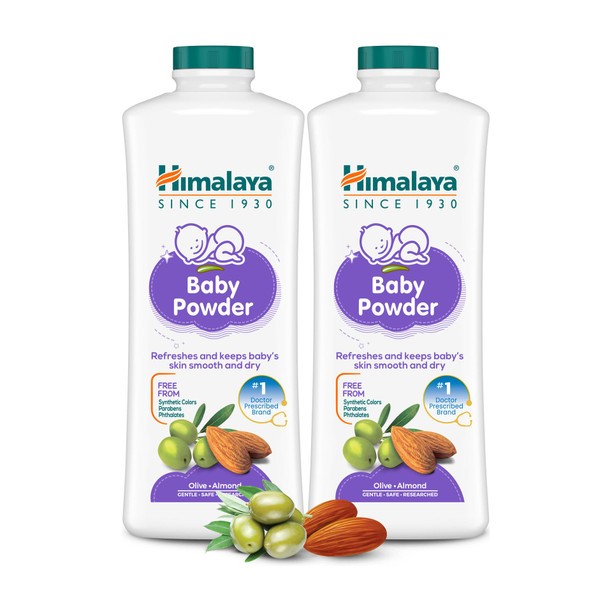 Himalaya®
SINCE 1930
Baby
Powder
Refreshes and keeps baby's
skin smooth and dry
FREE
FROM
Synthetic Colors
Parabens
Phthalates
#1
Doctor
Prescribed
Brand
Olive • Almond
GENTLE • SAFE •
Himalaya®
SINCE 1930
Baby
Powder
Refreshes and keeps baby's
skin smooth and dry
FREE
FROM
Synthetic Colors
Parabens
Phthalates
#1
Doctor
Prescribed
Brand
Olive • Almond
GENTLE • SAFE • RESEARCHED